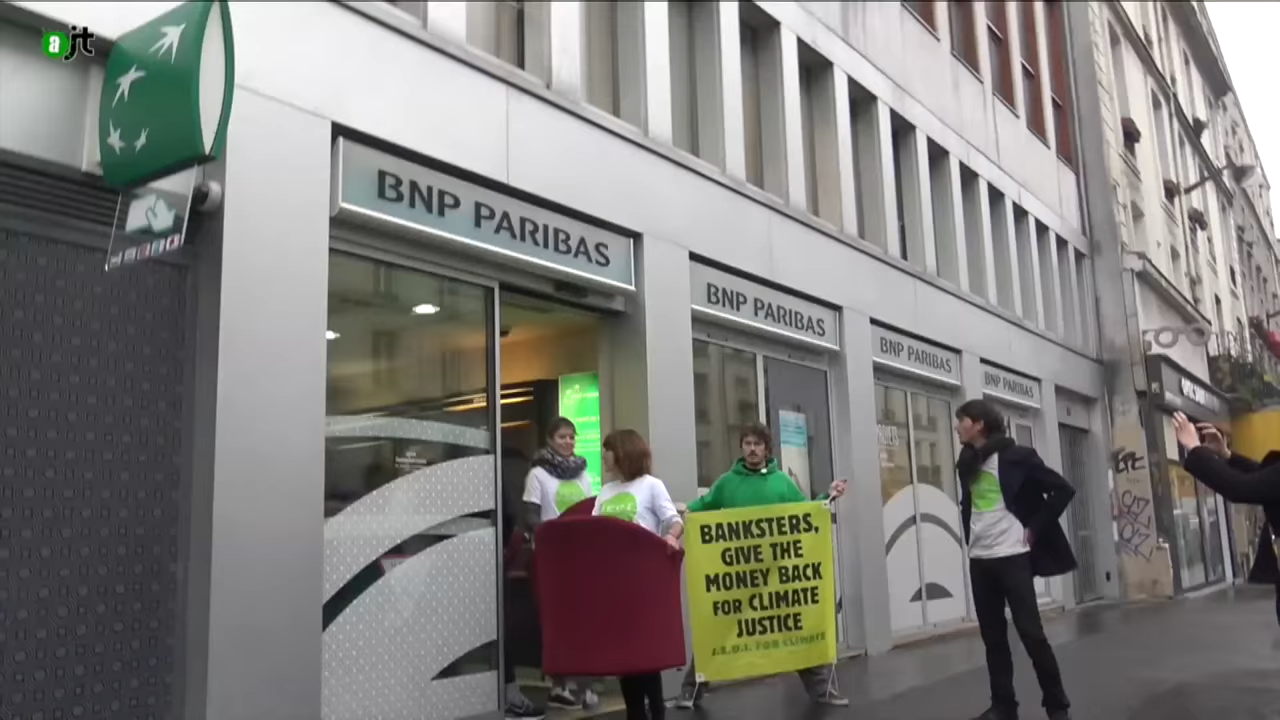 ajt
BNP PARIBAS
BNP PARIBAS
BNP PARIBAS
BNP PARIBAS
BANKSTERS,
GIVE THE
MONEY BACK
FOR CLIMATE
JUSTICE
J.E.D.I. FOR CLIMATE